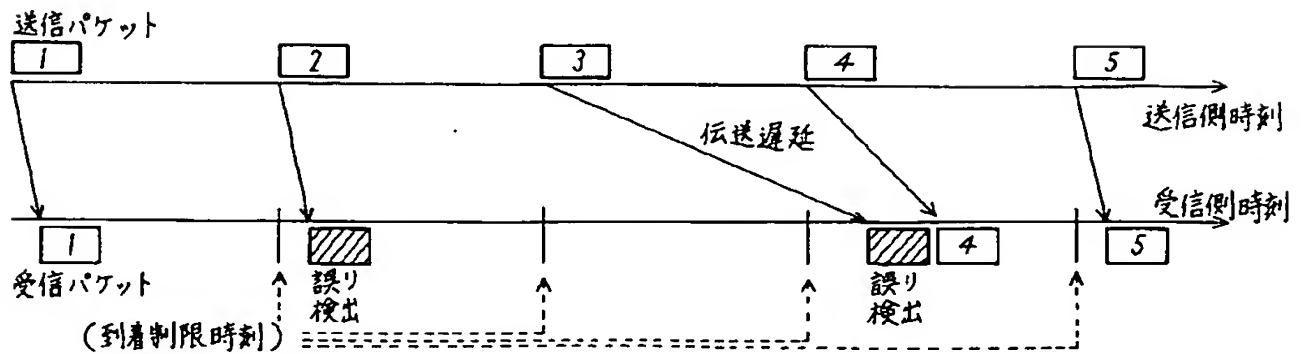 送信パケット
1 2 3 4 5
送信側時刻
伝送遅延
受信側時刻
1 4 5
受信パケット
誤り
検出
誤り
検出
(到着制限時刻)